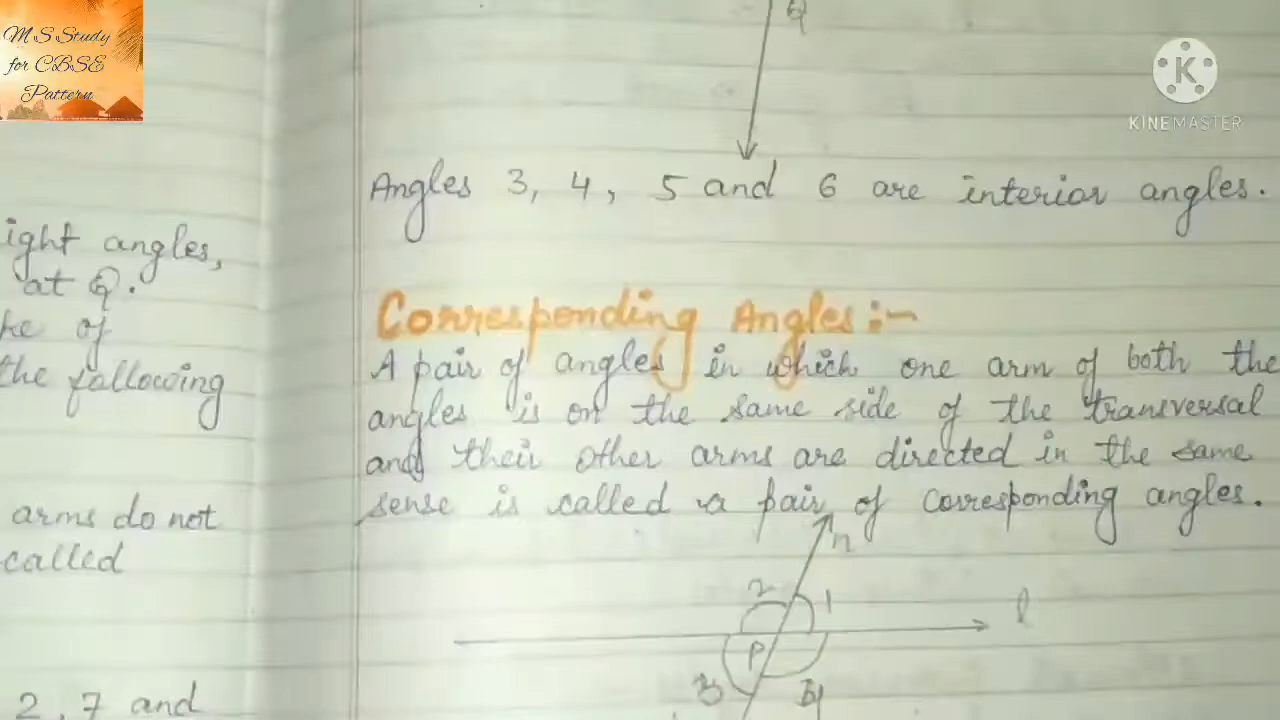 M S Study
for CBSE
Pattern
KINEMASTER
Q
Angles 3, 4, 5 and 6 are interior angles.
ight angles,
at Q.
ke of
the following
arms do not
called
2, 7 and
Corresponding Angles :-
A pair of angles in which one arm of both the
angles is on the same side of the transversal
and their other arms are directed in the same
sense is called a pair of corresponding angles.
n
2 1
l
P
3 4